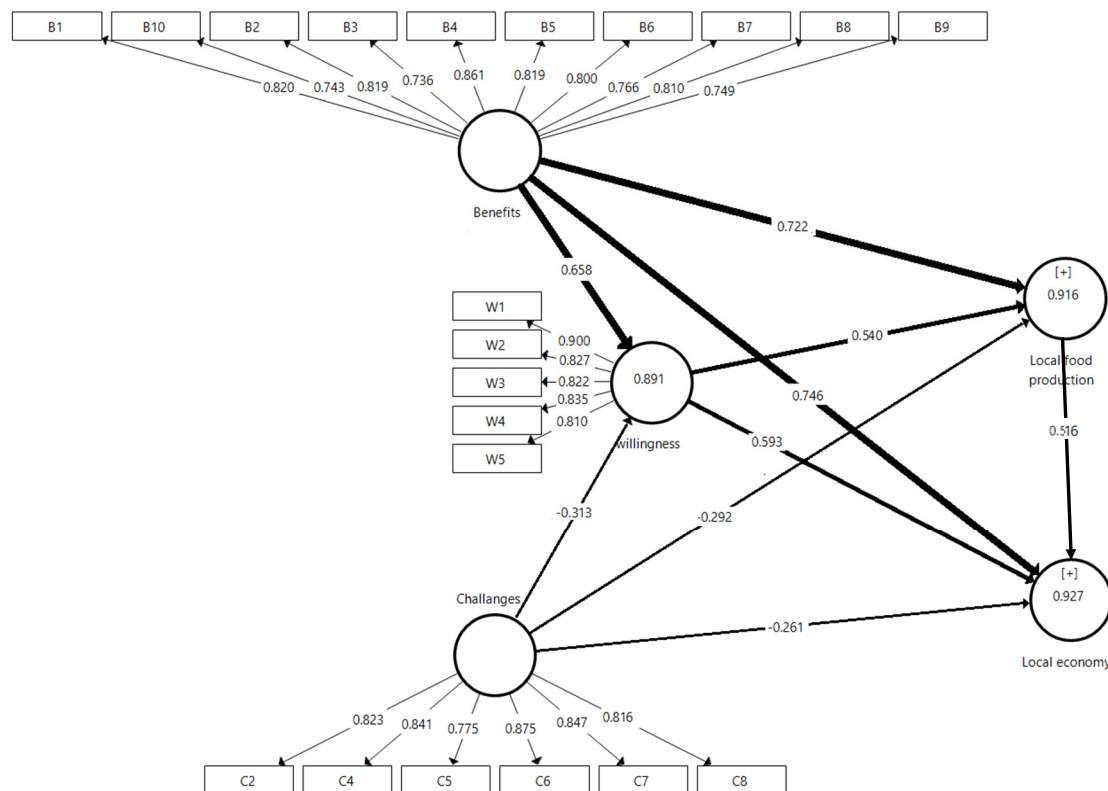 B1 B10 B2 B3 B4 B5 B6 B7 B8 B9
0.820 0.743 0.819 0.736 0.861 0.819 0.800 0.766 0.810 0.749
Benefits
0.722
0.658
[+]
0.916
Local food
production
W1
W2
W3
W4
W5
0.900
0.827
0.822
0.835
0.810
0.891
willingness
0.540
0.746
0.593
0.516
-0.313
-0.292
[+]
0.927
Local economy
Challanges
-0.261
0.823 0.841 0.775 0.875 0.847 0.816
C2 C4 C5 C6 C7 C8